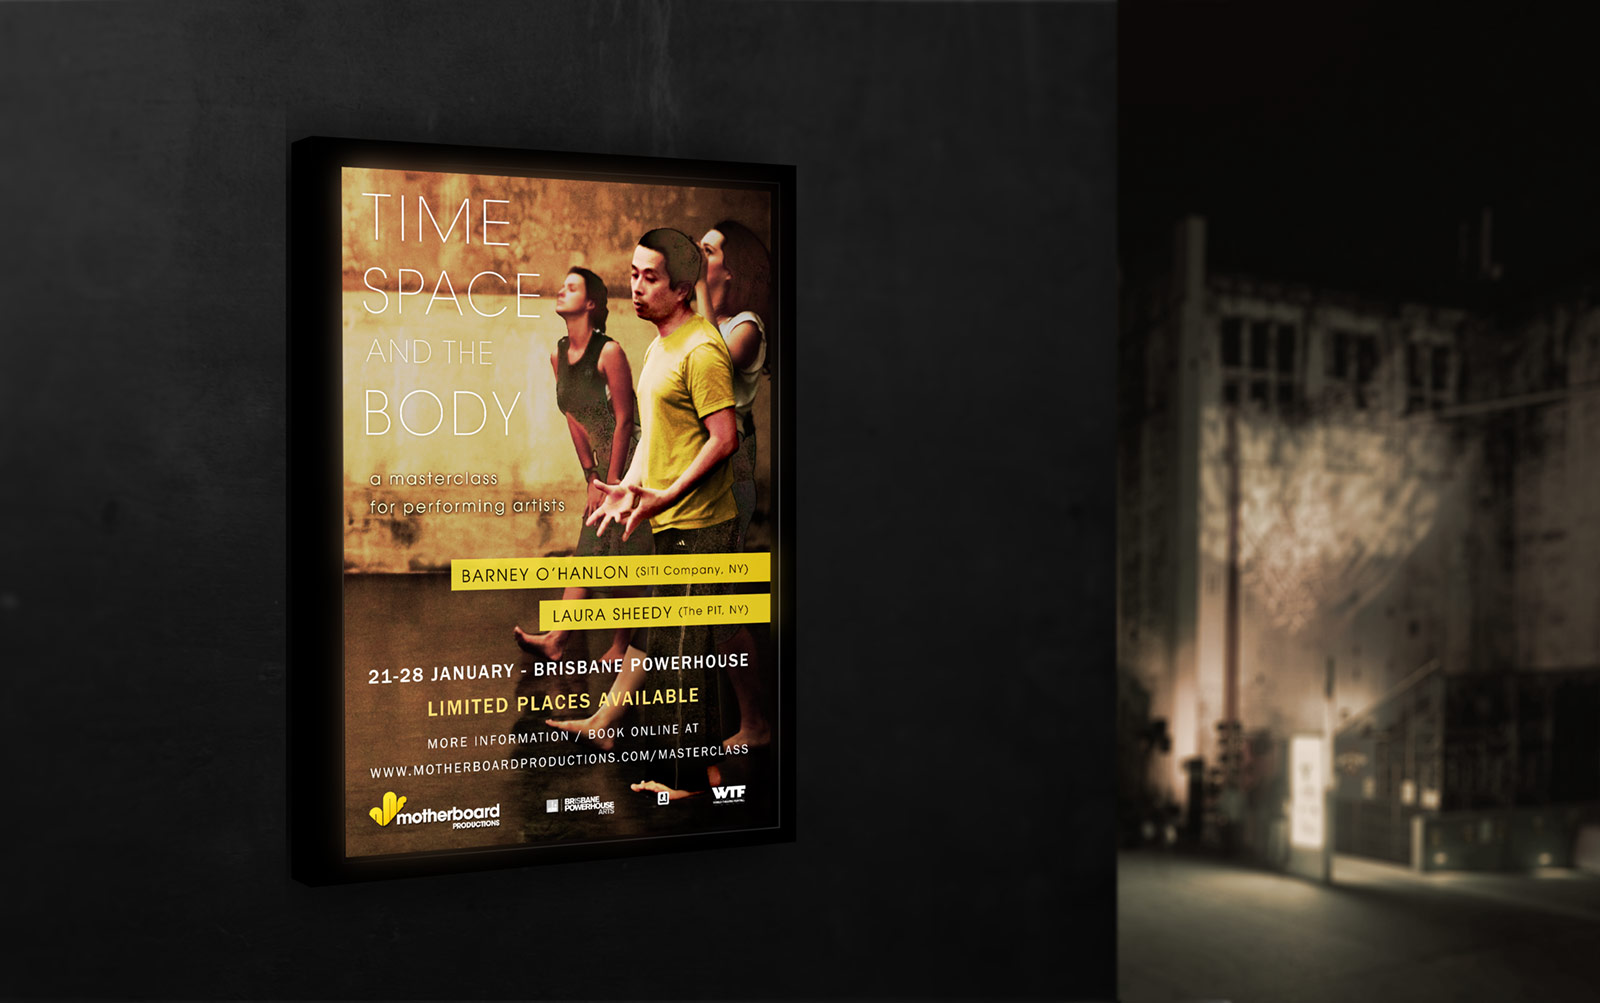 TIME
SPACE
AND THE
BODY
a masterclass
for performing artists
BARNEY O'HANLON (SITI Company, NY)
LAURA SHEEDY (The PIT, NY)
21-28 JANUARY - BRISBANE POWERHOUSE
LIMITED PLACES AVAILABLE
MORE INFORMATION / BOOK ONLINE AT
WWW.MOTHERBOARDPRODUCTIONS.COM/MASTERCLASS
motherboard
PRODUCTIONS
BRISBANE
POWERHOUSE
ARTS
WTF